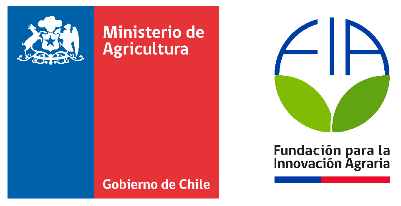 Ministerio de
Agricultura
Gobierno de Chile
FIA
Fundación para la
Innovación Agraria